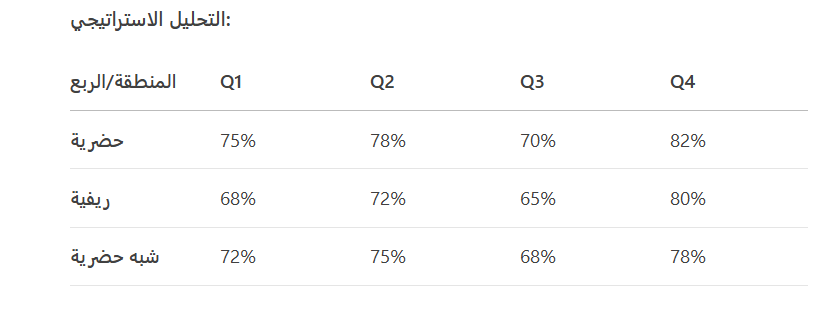 التحليل الاستراتيجي:
المنطقة/الربع Q1 Q2 Q3 Q4
حضرية 75% 78% 70% 82%
ريفية 68% 72% 65% 80%
شبه حضرية 72% 75% 68% 78%